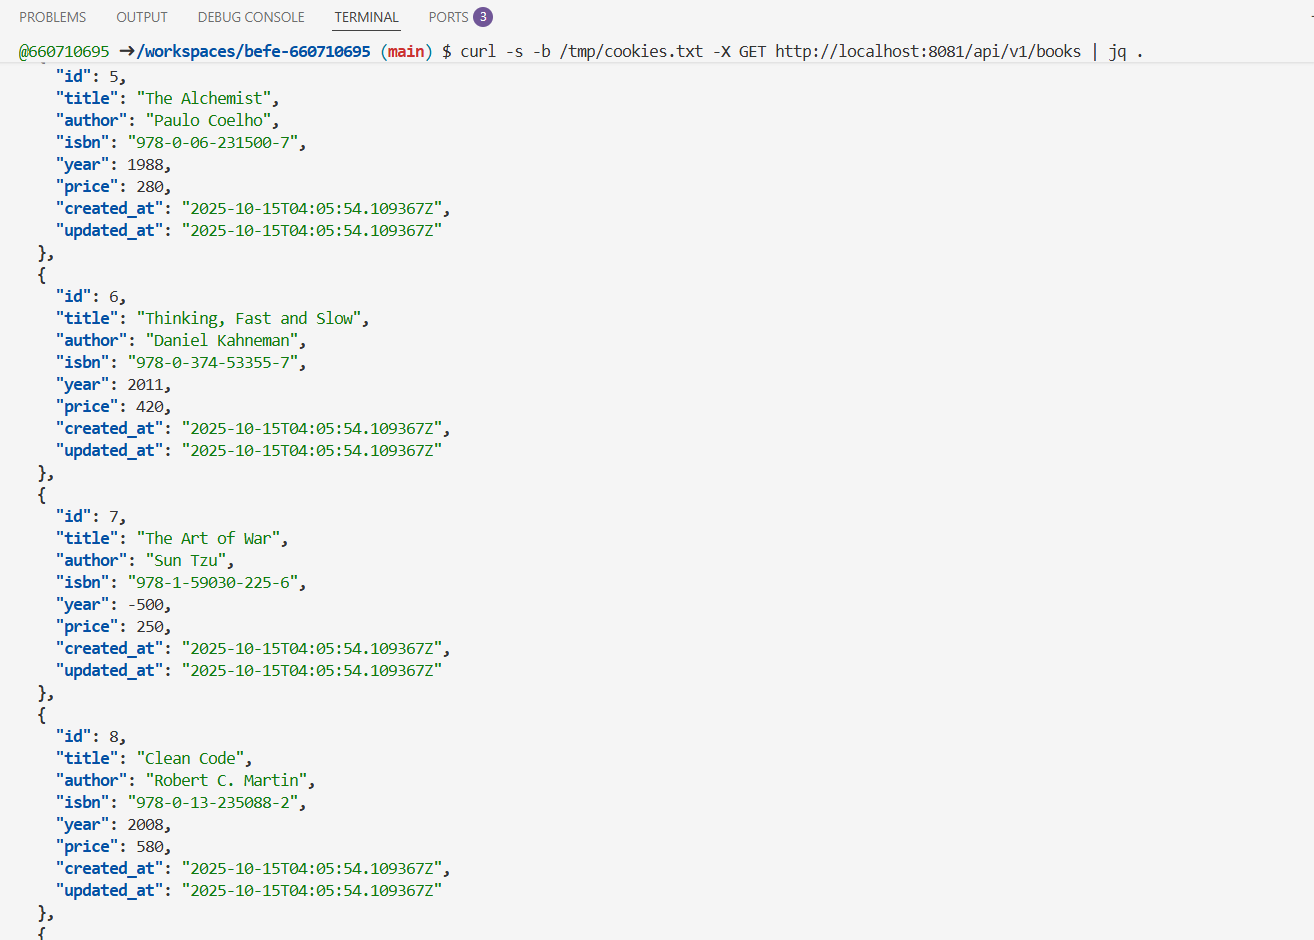 PROBLEMS OUTPUT DEBUG CONSOLE TERMINAL PORTS 3
@660710695 →/workspaces/befe-660710695 (main) $ curl -s -b /tmp/cookies.txt -X GET http://localhost:8081/api/v1/books | jq .
"id": 5,
"title": "The Alchemist",
"author": "Paulo Coelho",
"isbn": "978-0-06-231500-7",
"year": 1988,
"price": 280,
"created_at": "2025-10-15T04:05:54.109367Z",
"updated_at": "2025-10-15T04:05:54.109367Z"
},
{
"id": 6,
"title": "Thinking, Fast and Slow",
"author": "Daniel Kahneman",
"isbn": "978-0-374-53355-7",
"year": 2011,
"price": 420,
"created_at": "2025-10-15T04:05:54.109367Z",
"updated_at": "2025-10-15T04:05:54.109367Z"
},
{
"id": 7,
"title": "The Art of War",
"author": "Sun Tzu",
"isbn": "978-1-59030-225-6",
"year": -500,
"price": 250,
"created_at": "2025-10-15T04:05:54.109367Z",
"updated_at": "2025-10-15T04:05:54.109367Z"
},
{
"id": 8,
"title": "Clean Code",
"author": "Robert C. Martin",
"isbn": "978-0-13-235088-2",
"year": 2008,
"price": 580,
"created_at": "2025-10-15T04:05:54.109367Z",
"updated_at": "2025-10-15T04:05:54.109367Z"
},
{